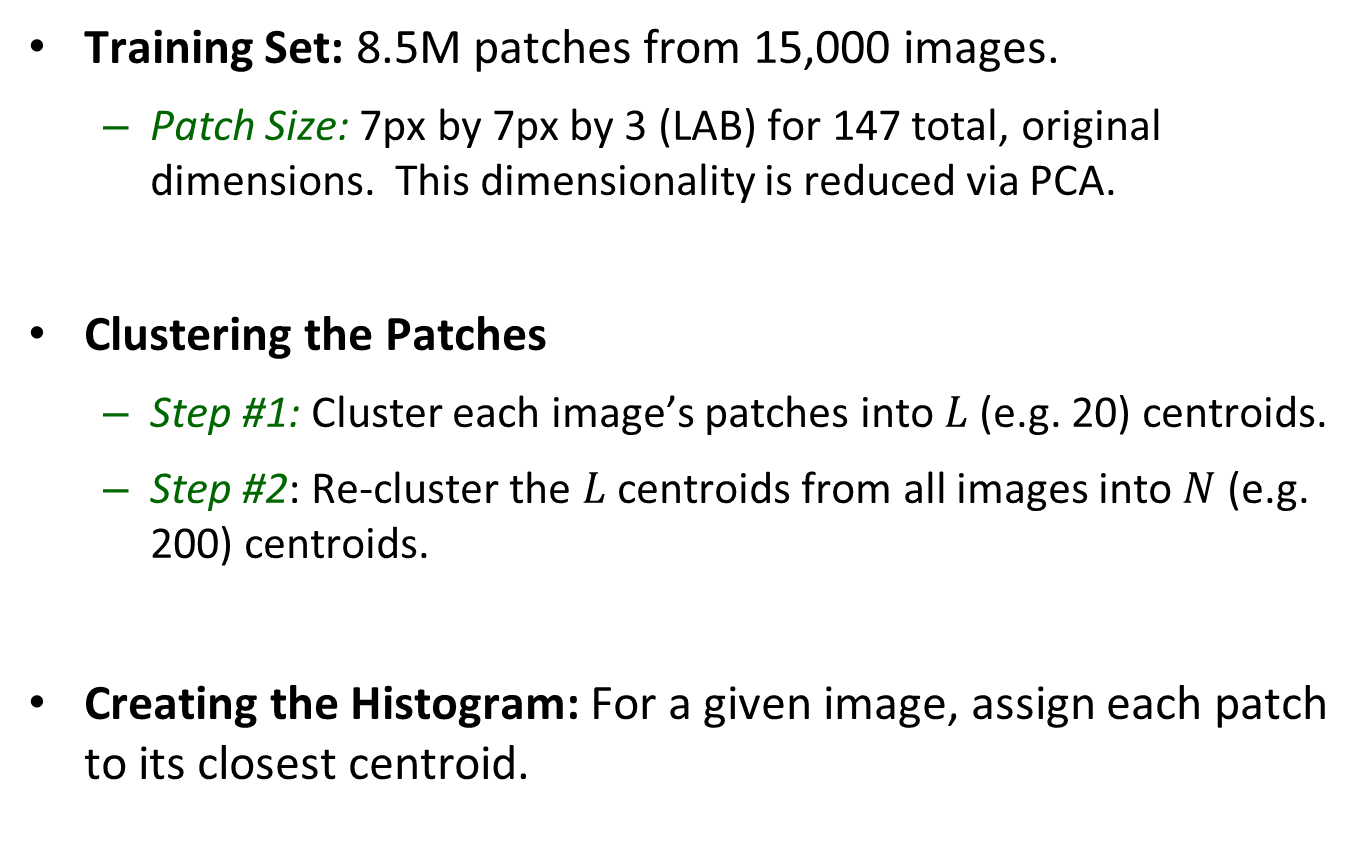 • Training Set: 8.5M patches from 15,000 images.
– Patch Size: 7px by 7px by 3 (LAB) for 147 total, original
dimensions.  This dimensionality is reduced via PCA.
• Clustering the Patches
– Step #1: Cluster each image’s patches into L (e.g. 20) centroids.
– Step #2: Re-cluster the L centroids from all images into N (e.g.
200) centroids.
• Creating the Histogram: For a given image, assign each patch
to its closest centroid.